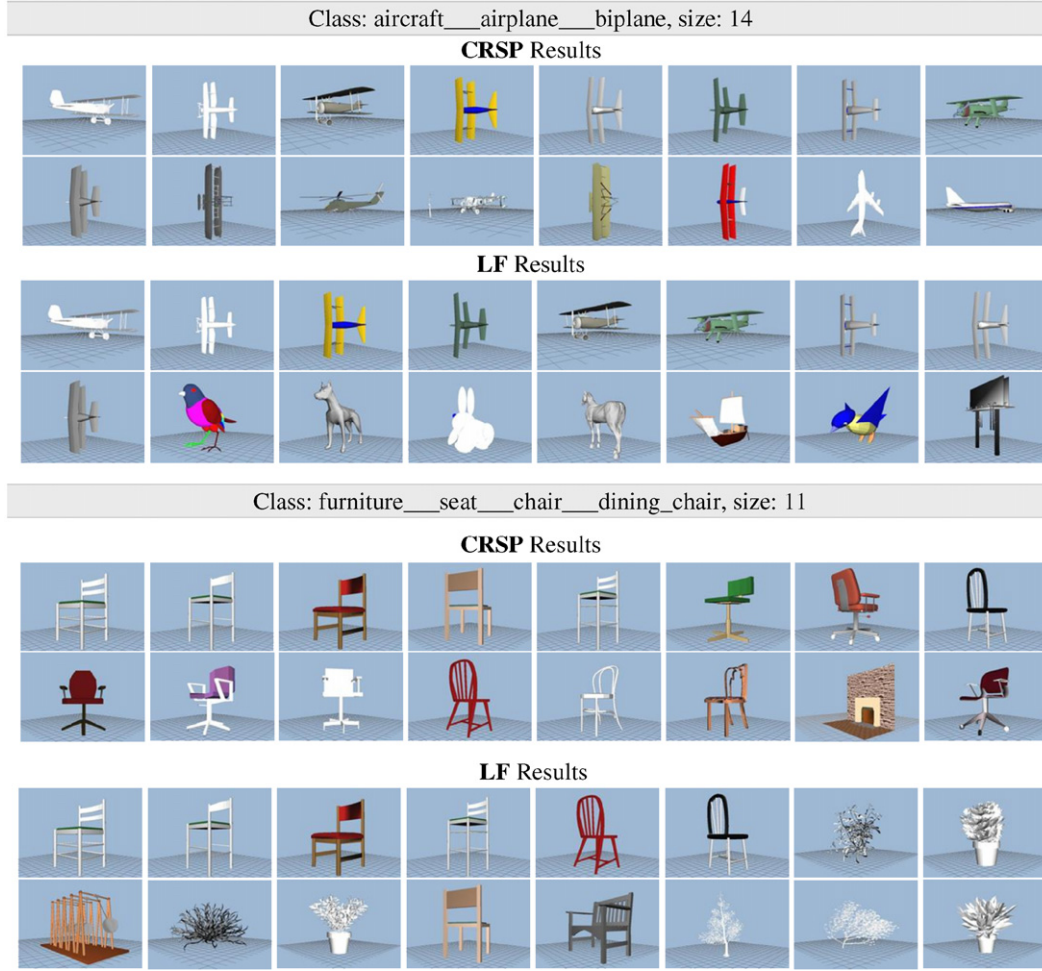 Class: aircraft___airplane___biplane, size: 14
CRSP Results
LF Results
Class: furniture___seat___chair___dining_chair, size: 11
CRSP Results
LF Results